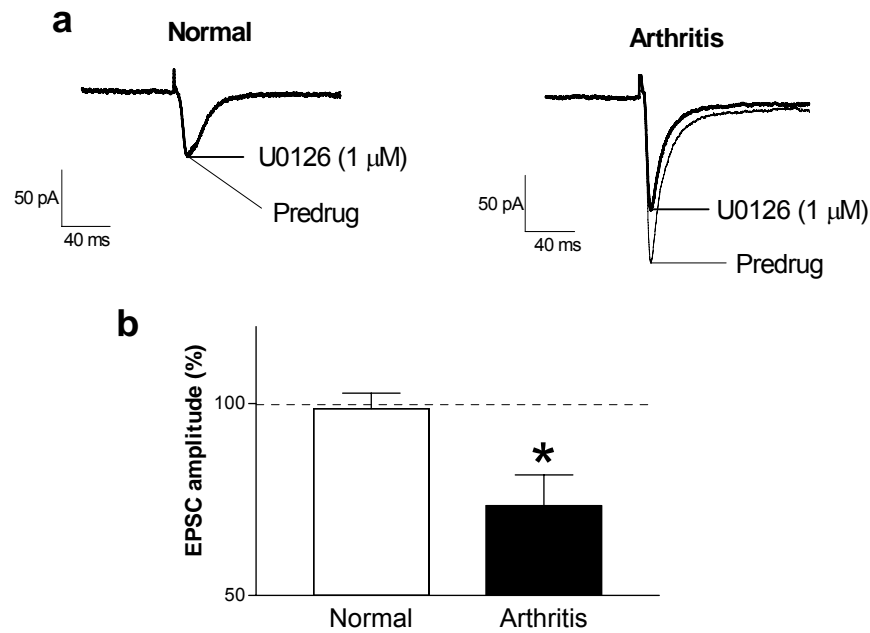 a
Normal
Arthritis
U0126 (1 μM)
Predrug
50 pA
40 ms
U0126 (1 μM)
Predrug
50 pA
40 ms
b
EPSC amplitude (%)
100
50
*
Normal
Arthritis